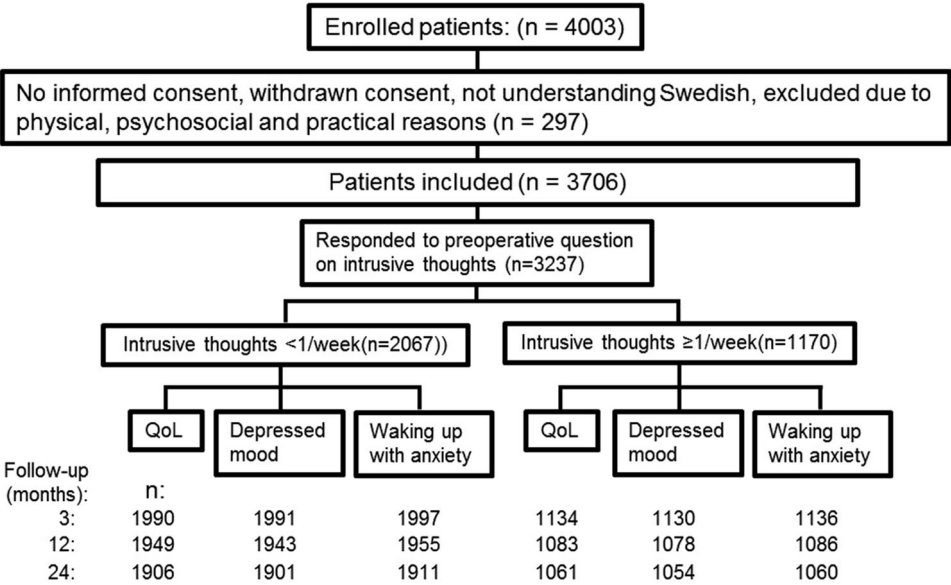 Enrolled patients: (n = 4003)
No informed consent, withdrawn consent, not understanding Swedish, excluded due to
physical, psychosocial and practical reasons (n = 297)
Patients included (n = 3706)
Responded to preoperative question
on intrusive thoughts (n=3237)
Intrusive thoughts <1/week(n=2067))
Intrusive thoughts ≥1/week(n=1170)
QoL
Depressed
mood
Waking up
with anxiety
QoL
Depressed
mood
Waking up
with anxiety
Follow-up
(months):
n:
3: 1990 1991 1997 1134 1130 1136
12: 1949 1943 1955 1083 1078 1086
24: 1906 1901 1911 1061 1054 1060